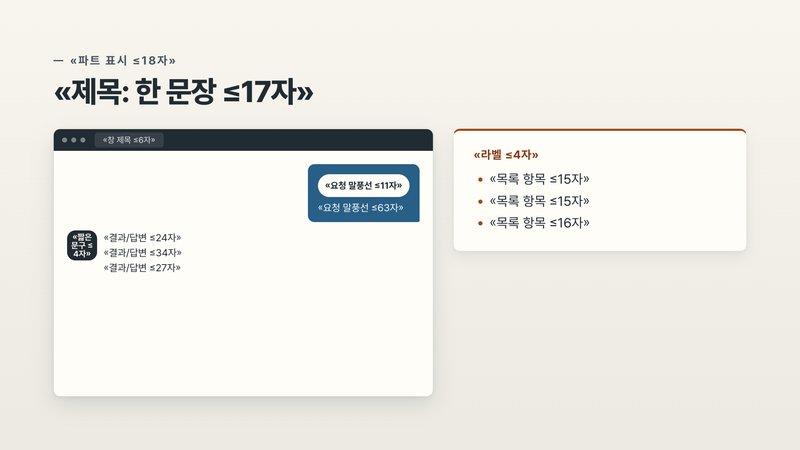 — «파트 표시 ≤18자»
«제목: 한 문장 ≤17자»
«창 제목 ≤6자»
«요청 말풍선 ≤11자»
«요청 말풍선 ≤63자»
«짧은
문구 ≤
4자»
«결과/답변 ≤24자»
«결과/답변 ≤34자»
«결과/답변 ≤27자»
«라벨 ≤4자»
• «목록 항목 ≤15자»
• «목록 항목 ≤15자»
• «목록 항목 ≤16자»